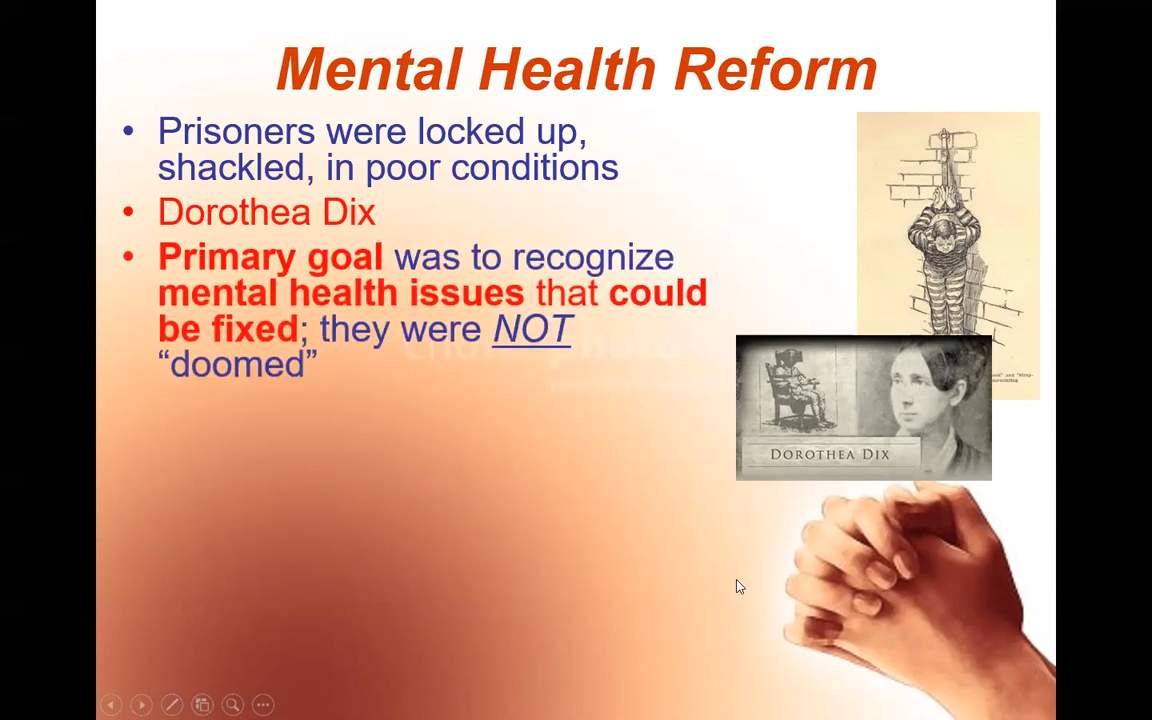 Mental Health Reform
• Prisoners were locked up,
shackled, in poor conditions
• Dorothea Dix
• Primary goal was to recognize
mental health issues that could
be fixed; they were NOT
“doomed”
DOROTHEA DIX